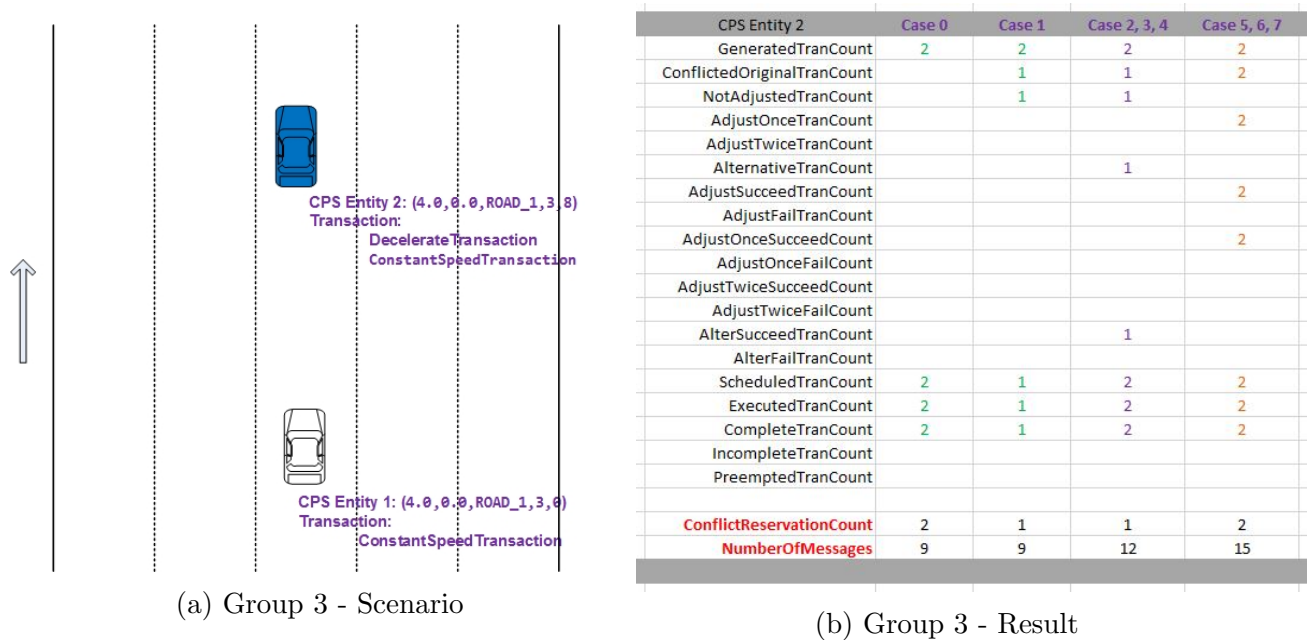 CPS Entity 2: (4.0,0.0,ROAD_1,3,8)
Transaction:
DecelerateTransaction
ConstantSpeedTransaction
CPS Entity 1: (4.0,0.0,ROAD_1,3,0)
Transaction:
ConstantSpeedTransaction
(a) Group 3 - Scenario
CPS Entity 2 Case 0 Case 1 Case 2, 3, 4 Case 5, 6, 7
GeneratedTranCount 2 2 2 2
ConflictedOriginalTranCount 1 1 2
NotAdjustedTranCount 1 1
AdjustOnceTranCount 2
AdjustTwiceTranCount
AlternativeTranCount 1
AdjustSucceedTranCount 2
AdjustFailTranCount
AdjustOnceSucceedCount 2
AdjustOnceFailCount
AdjustTwiceSucceedCount
AdjustTwiceFailCount
AlterSucceedTranCount 1
AlterFailTranCount
ScheduledTranCount 2 1 2 2
ExecutedTranCount 2 1 2 2
CompleteTranCount 2 1 2 2
IncompleteTranCount
PreemptedTranCount
ConflictReservationCount 2 1 1 2
NumberOfMessages 9 9 12 15
(b) Group 3 - Result